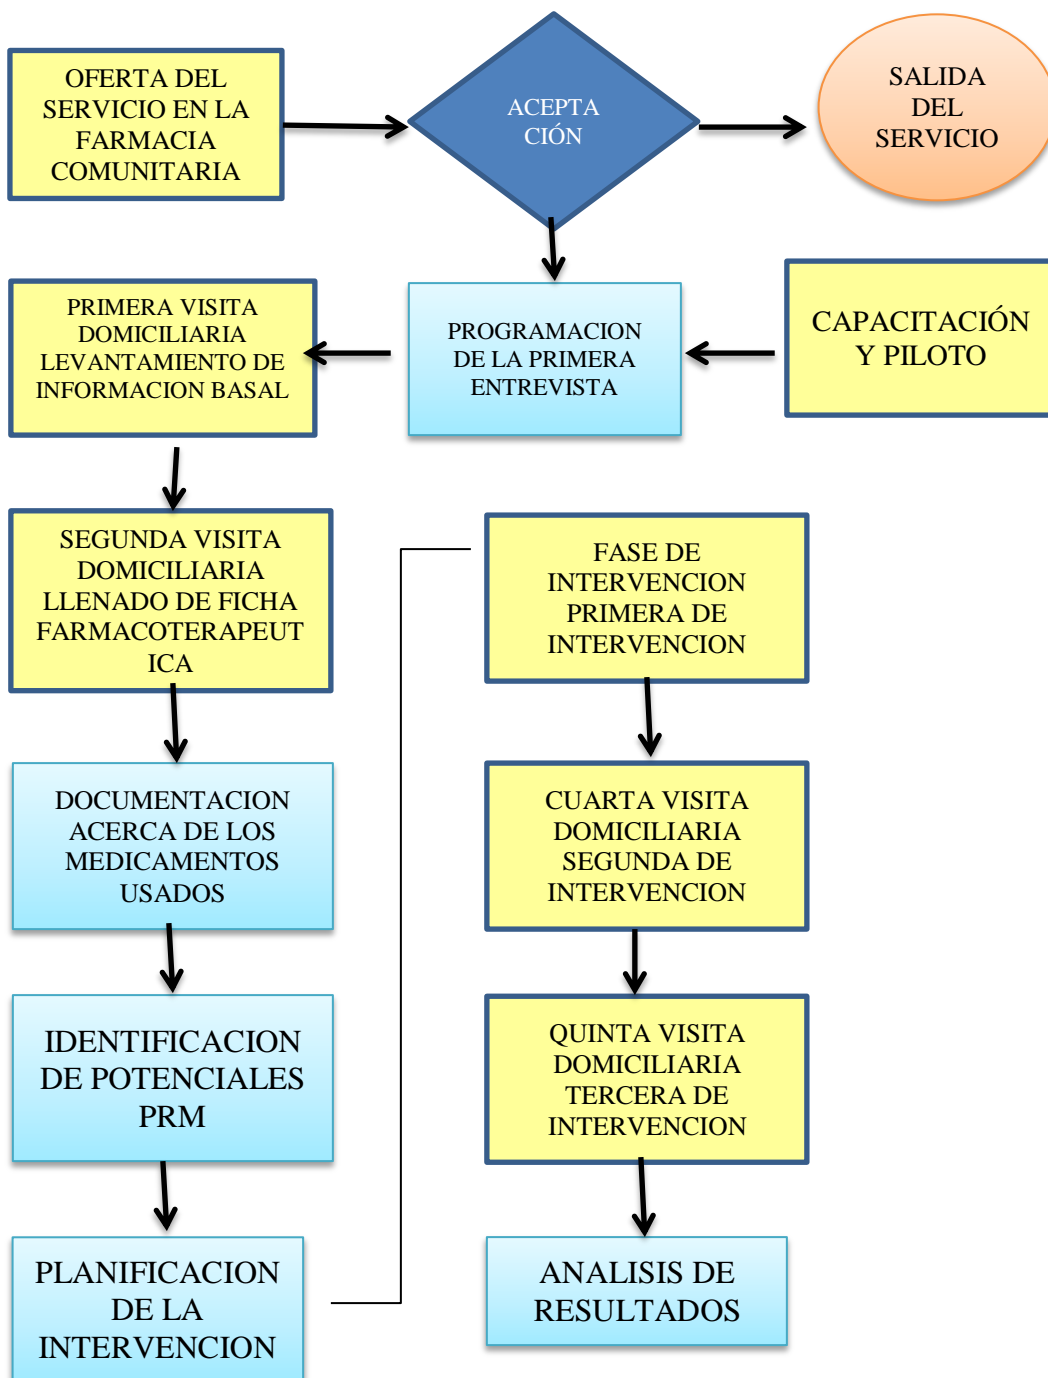 OFERTA DEL
SERVICIO EN LA
FARMACIA
COMUNITARIA
ACEPTA
CIÓN
SALIDA
DEL
SERVICIO
PRIMERA VISITA
DOMICILIARIA
LEVANTAMIENTO DE
INFORMACION BASAL
PROGRAMACION
DE LA PRIMERA
ENTREVISTA
CAPACITACIÓN
Y PILOTO
SEGUNDA VISITA
DOMICILIARIA
LLENADO DE FICHA
FARMACOTERAPEUT
ICA
DOCUMENTACION
ACERCA DE LOS
MEDICAMENTOS
USADOS
IDENTIFICACION
DE POTENCIALES
PRM
PLANIFICACION
DE LA
INTERVENCION
FASE DE
INTERVENCION
PRIMERA DE
INTERVENCION
CUARTA VISITA
DOMICILIARIA
SEGUNDA DE
INTERVENCION
QUINTA VISITA
DOMICILIARIA
TERCERA DE
INTERVENCION
ANALISIS DE
RESULTADOS